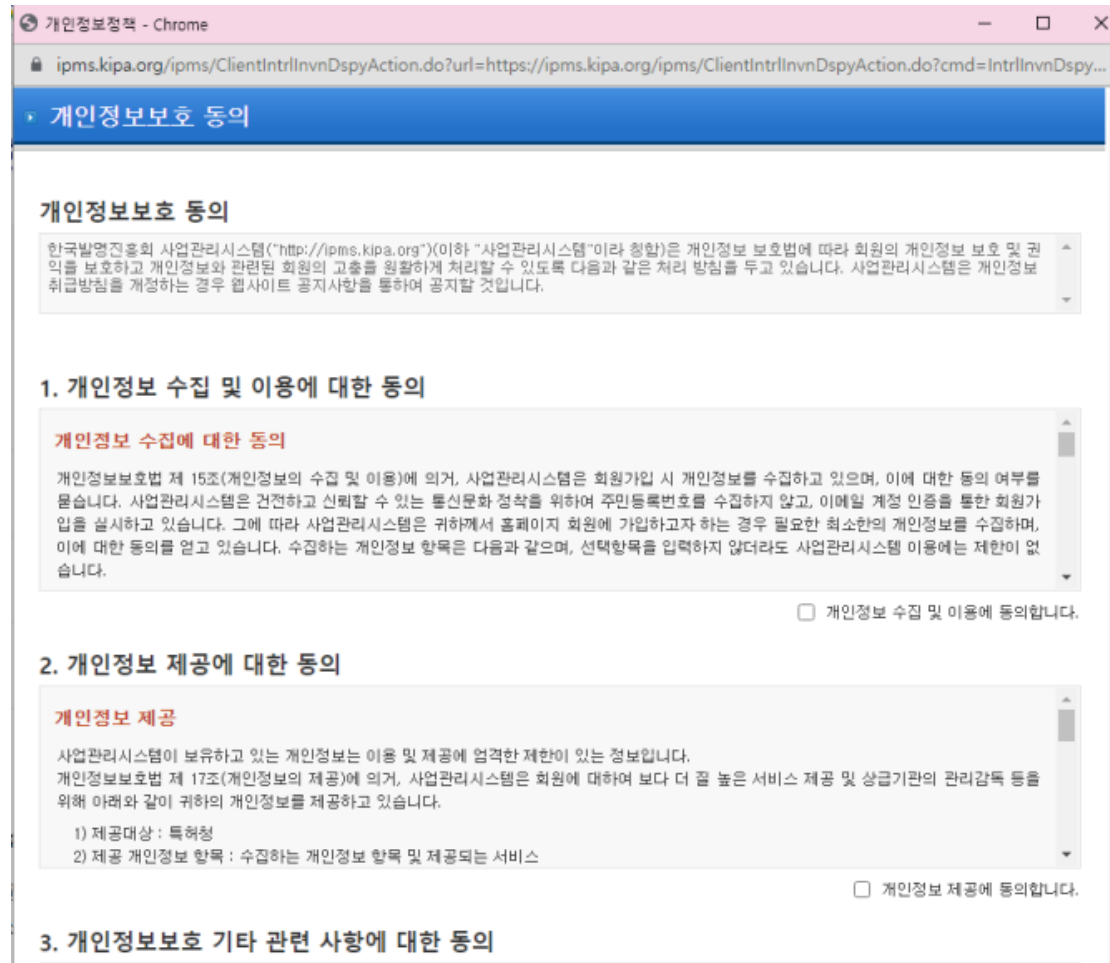 개인정보정책 - Chrome
ipms.kipa.org/ipms/ClientIntrlInvnDspyAction.do?url=https://ipms.kipa.org/ipms/ClientIntrlInvnDspyAction.do?cmd=IntrlInvnDspy...
개인정보보호 동의
개인정보보호 동의
한국발명진흥회 사업관리시스템("http://ipms.kipa.org")(이하 "사업관리시스템"이라 칭함)은 개인정보 보호법에 따라 회원의 개인정보 보호 및 권
익을 보호하고 개인정보와 관련된 회원의 고충을 원활하게 처리할 수 있도록 다음과 같은 처리 방침을 두고 있습니다. 사업관리시스템은 개인정보
취급방침을 개정하는 경우 웹사이트 공지사항을 통하여 공지할 것입니다.
1. 개인정보 수집 및 이용에 대한 동의
개인정보 수집에 대한 동의
개인정보보호법 제 15조(개인정보의 수집 및 이용)에 의거, 사업관리시스템은 회원가입 시 개인정보를 수집하고 있으며, 이에 대한 동의 여부를
묻습니다. 사업관리시스템은 건전하고 신뢰할 수 있는 통신문화 정착을 위하여 주민등록번호를 수집하지 않고, 이메일 계정 인증을 통한 회원가
입을 실시하고 있습니다. 그에 따라 사업관리시스템은 귀하께서 홈페이지 회원에 가입하고자 하는 경우 필요한 최소한의 개인정보를 수집하며,
이에 대한 동의를 얻고 있습니다. 수집하는 개인정보 항목은 다음과 같으며, 선택항목을 입력하지 않더라도 사업관리시스템 이용에는 제한이 없
습니다.
개인정보 수집 및 이용에 동의합니다.
2. 개인정보 제공에 대한 동의
개인정보 제공
사업관리시스템이 보유하고 있는 개인정보는 이용 및 제공에 엄격한 제한이 있는 정보입니다.
개인정보보호법 제 17조(개인정보의 제공)에 의거, 사업관리시스템은 회원에 대하여 보다 더 질 높은 서비스 제공 및 상급기관의 관리감독 등을
위해 아래와 같이 귀하의 개인정보를 제공하고 있습니다.
1) 제공대상 : 특허청
2) 제공 개인정보 항목 : 수집하는 개인정보 항목 및 제공되는 서비스
개인정보 제공에 동의합니다.
3. 개인정보보호 기타 관련 사항에 대한 동의